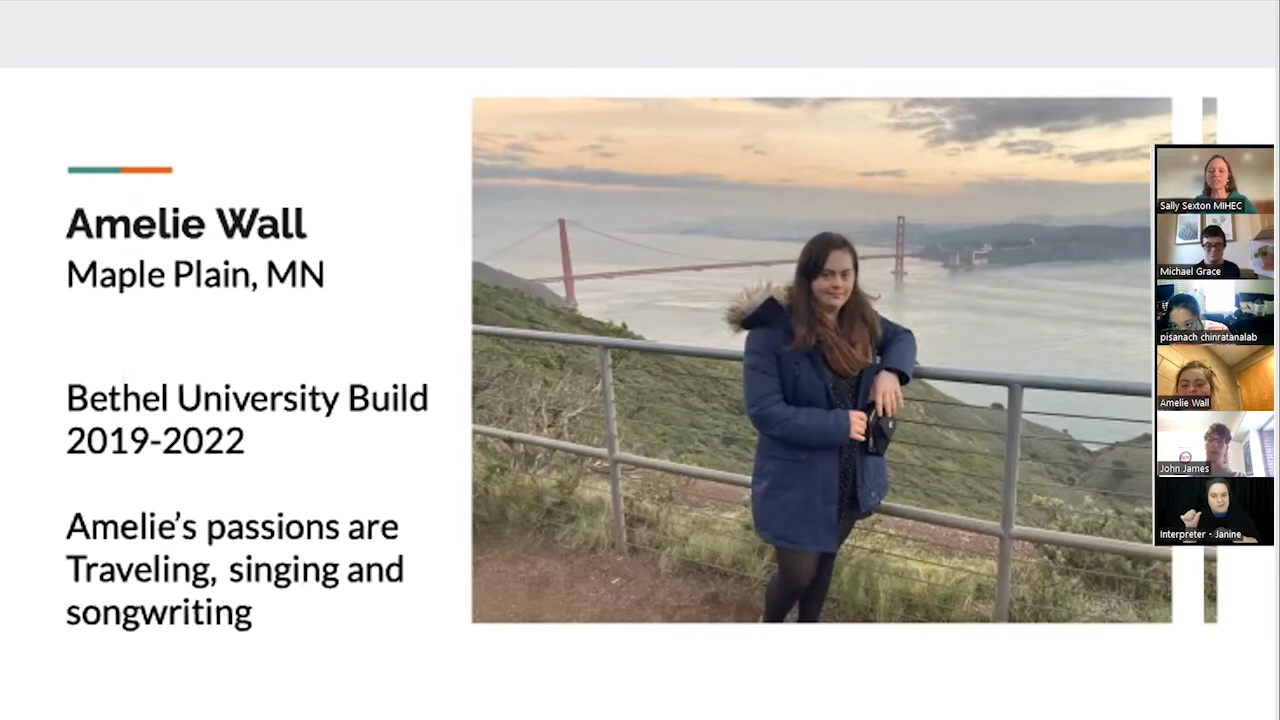 Amelie Wall
Maple Plain, MN
Bethel University Build
2019-2022
Amelie's passions are
Traveling, singing and
songwriting
Sally Sexton MIHEC
Michael Grace
pisanach chinratanalab
Amelie Wall
John James
Interpreter - Janine